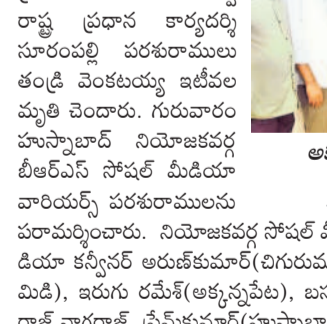 రాష్ట్ర ప్రధాన కార్యదర్శి
సూరంపల్లి పరశురాములు
తండ్రి వెంకటయ్య ఇటీవల
మృతి చెందారు. గురువారం
హుస్నాబాద్ నియోజకవర్గ
బీఆర్ఎస్ సోషల్ మీడియా
వారియర్స్ పరశురాములను
పరామర్శించారు. నియోజకవర్గ సోషల్ మీ
డియా కన్వీనర్ అరుణ్‌కుమార్(చిగురుమ
మిడి), ఇరుగు రమేశ్(అక్కన్నపేట), బస